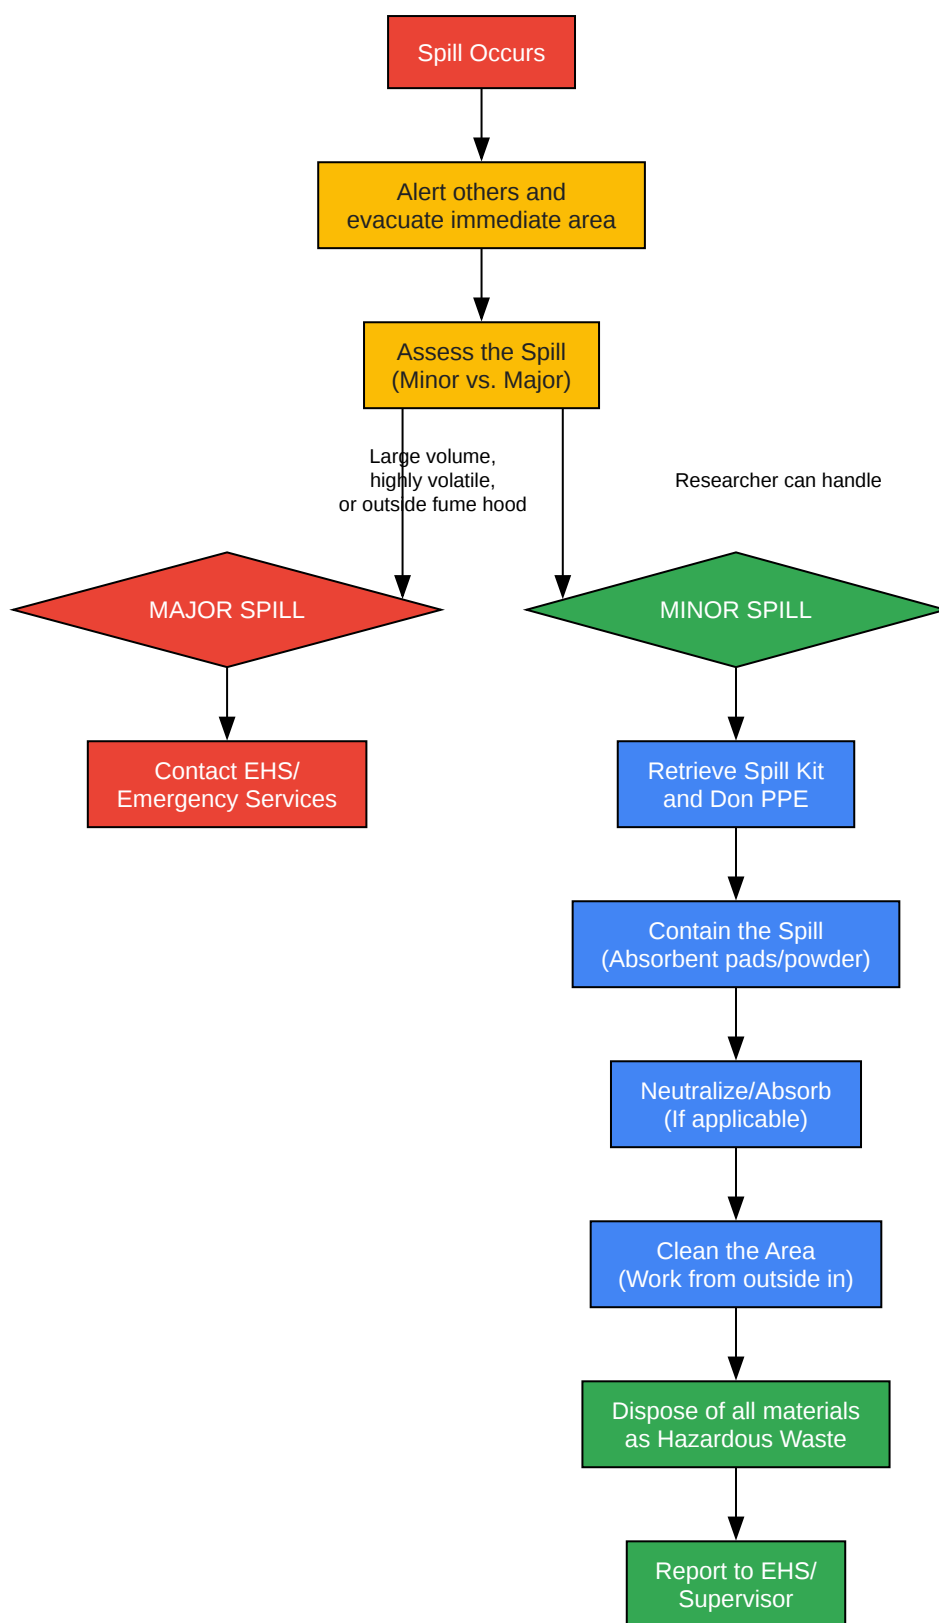 Spill Occurs
Alert others and
evacuate immediate area
Assess the Spill
(Minor vs. Major)
Large volume,
highly volatile,
or outside fume hood
Researcher can handle
MAJOR SPILL
MINOR SPILL
Contact EHS/
Emergency Services
Retrieve Spill Kit
and Don PPE
Contain the Spill
(Absorbent pads/powder)
Neutralize/Absorb
(If applicable)
Clean the Area
(Work from outside in)
Dispose of all materials
as Hazardous Waste
Report to EHS/
Supervisor